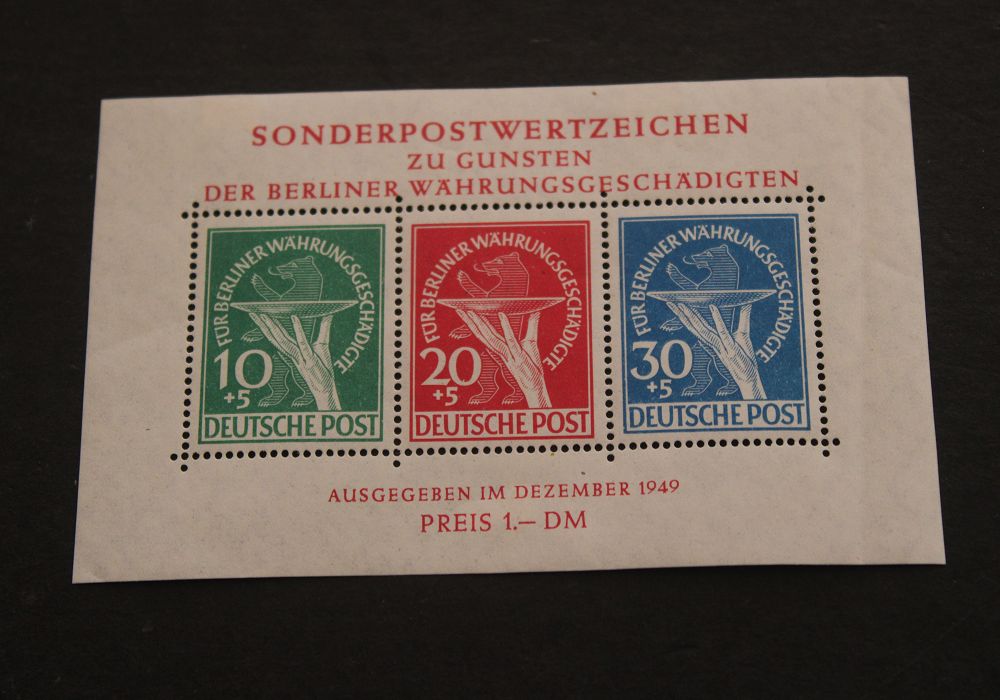 SONDERPOSTWERTZEICHEN
ZU GUNSTEN
DER BERLINER WÄHRUNGSGESCHÄDIGTEN
FÜR BERLINER WÄHRUNGSGESCHÄDIGTE
10
+5
DEUTSCHE POST
FÜR BERLINER WÄHRUNGSGESCHÄDIGTE
20
+5
DEUTSCHE POST
FÜR BERLINER WÄHRUNGSGESCHÄDIGTE
30
+5
DEUTSCHE POST
AUSGEGEBEN IM DEZEMBER 1949
PREIS 1.– DM